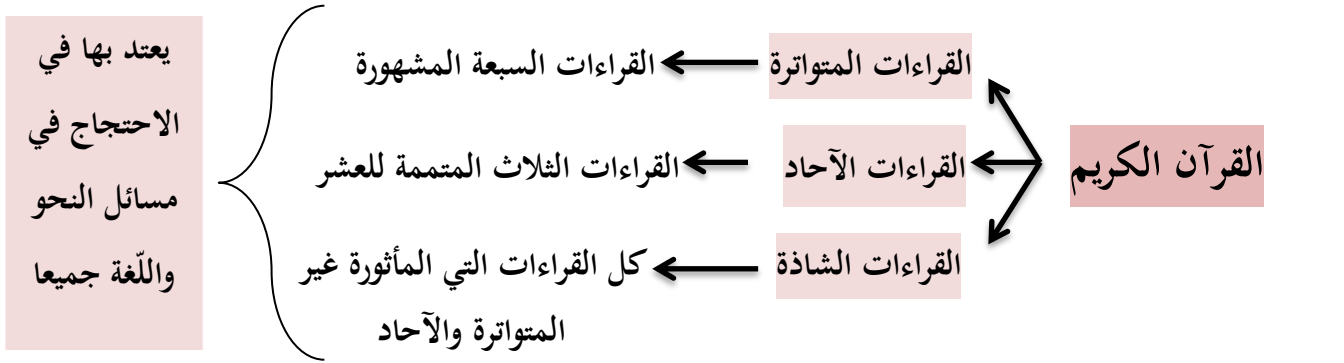 القرآن الكريم
القراءات المتواترة
القراءات السبعة المشهورة
القراءات الآحاد
القراءات الثلاث المتممة للعشر
القراءات الشاذة
كل القراءات التي المأثورة غير
المتواترة والآحاد
يعتد بها في
الاحتجاج في
مسائل النحو
واللّغة جميعا